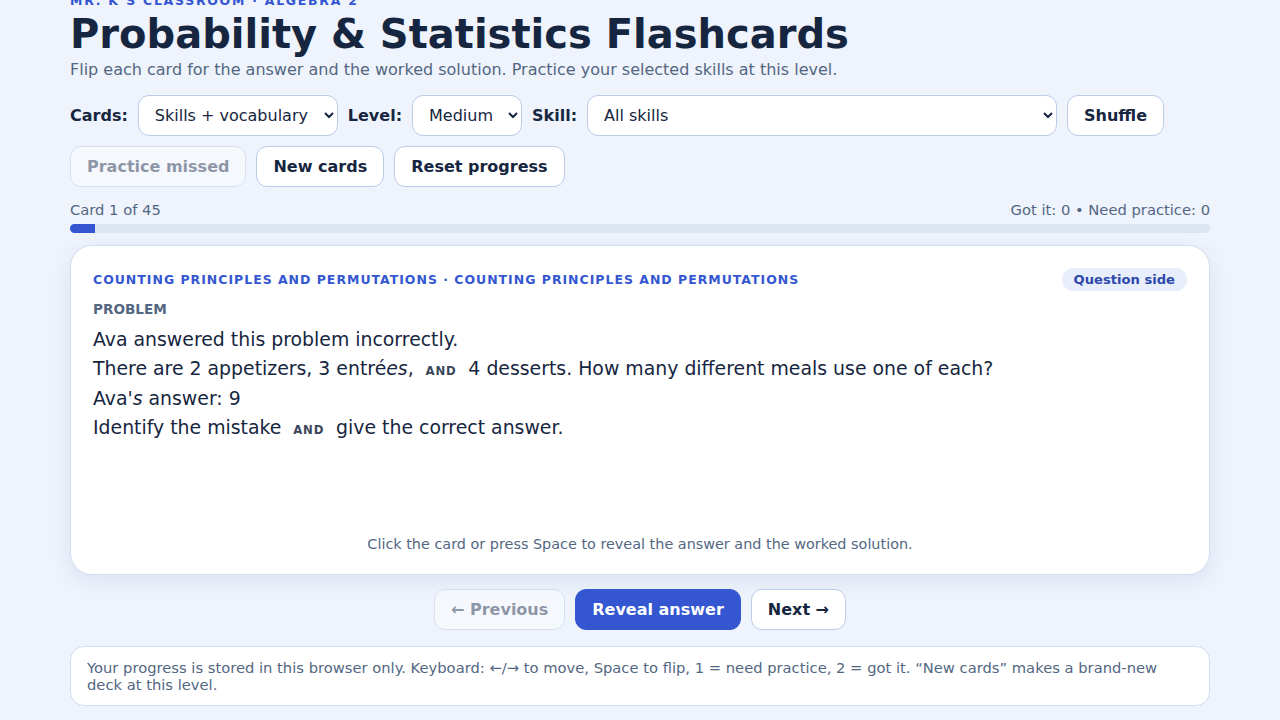 MR. K'S CLASSROOM · ALGEBRA 2
Probability & Statistics Flashcards
Flip each card for the answer and the worked solution. Practice your selected skills at this level.
Cards: Skills + vocabulary Level: Medium Skill: All skills Shuffle
Practice missed New cards Reset progress
Card 1 of 45 Got it: 0 • Need practice: 0
COUNTING PRINCIPLES AND PERMUTATIONS · COUNTING PRINCIPLES AND PERMUTATIONS Question side
PROBLEM
Ava answered this problem incorrectly.
There are 2 appetizers, 3 entrées, AND 4 desserts. How many different meals use one of each?
Ava's answer: 9
Identify the mistake AND give the correct answer.
Click the card or press Space to reveal the answer and the worked solution.
← Previous Reveal answer Next →
Your progress is stored in this browser only. Keyboard: ←/→ to move, Space to flip, 1 = need practice, 2 = got it. “New cards” makes a brand-new
deck at this level.